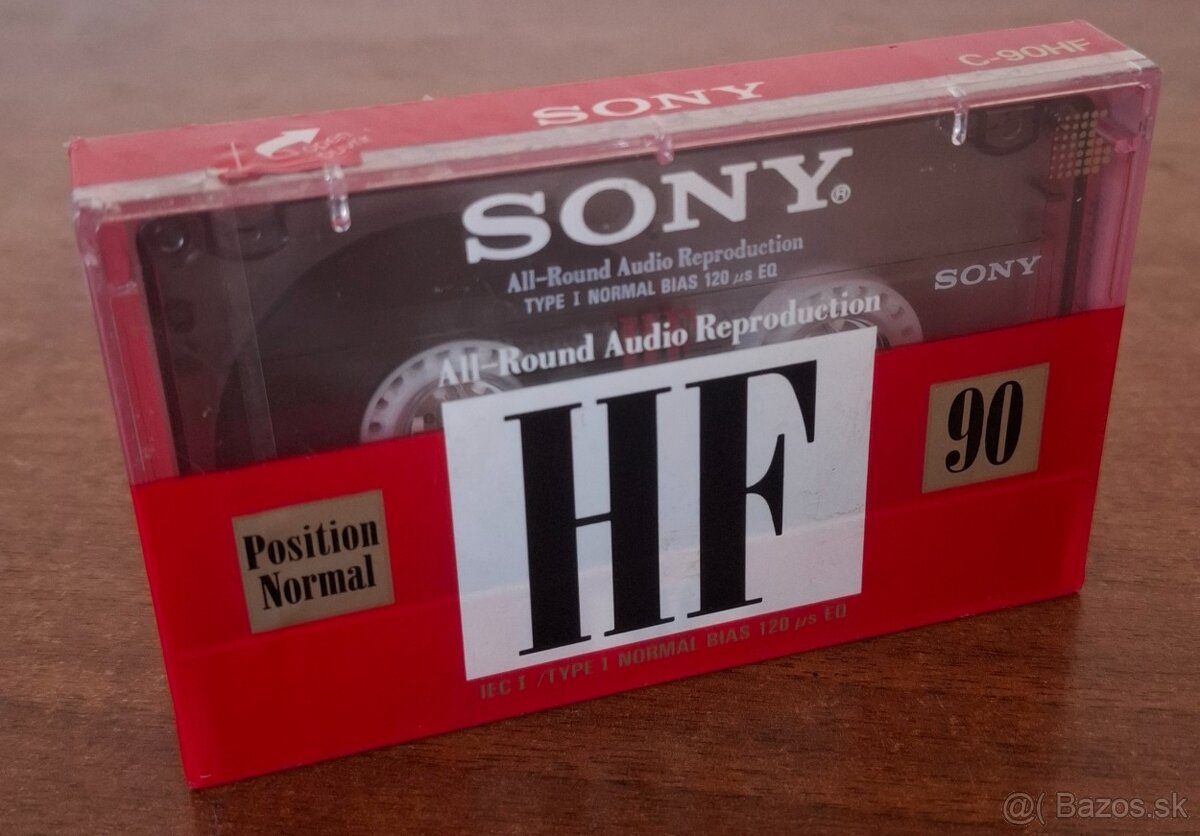 C-90HF
SONY
SONY®
All-Round Audio Reproduction
TYPE I NORMAL BIAS 120 μs EQ
SONY
All-Round Audio Reproduction
HF
90
Position
Normal
IEC I /TYPE I NORMAL BIAS 120 μs EQ
@( Bazos.sk